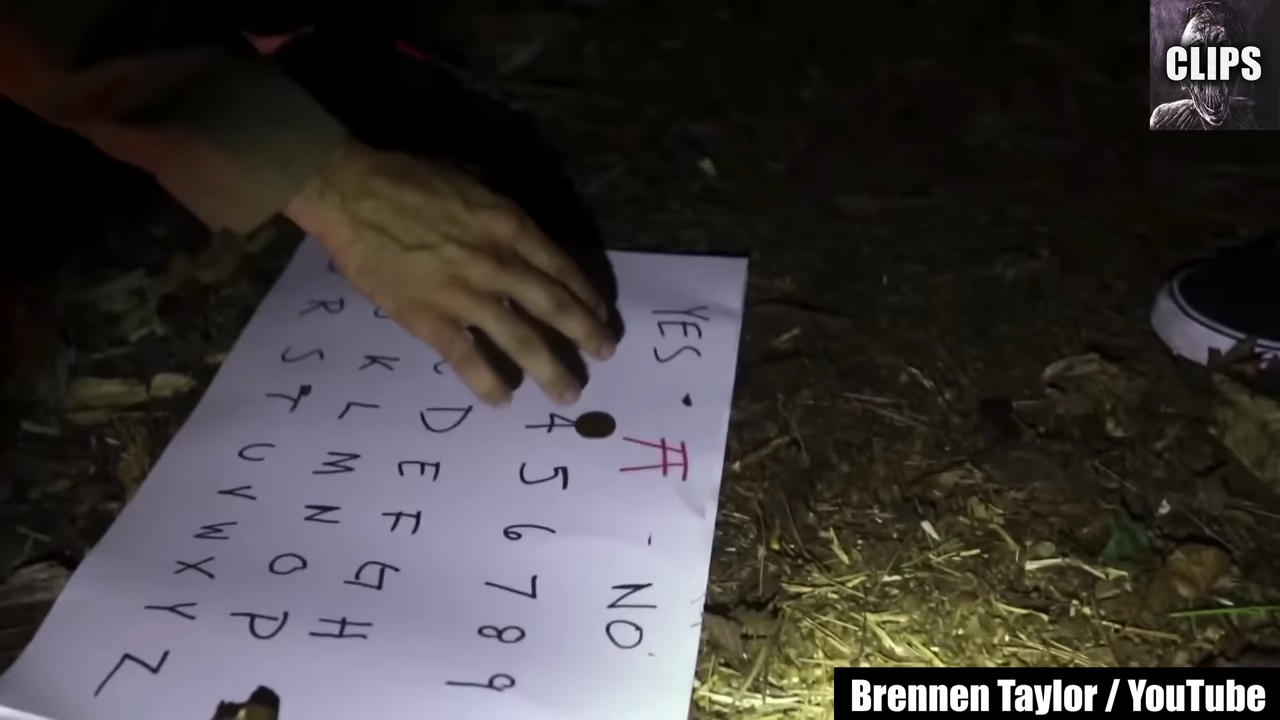 CLIPS
YES • ⛩ - NO
4 5 6 7 8 9
D E F G H
K L M N O P
R S T U V W X Y
Z
Brennen Taylor / YouTube